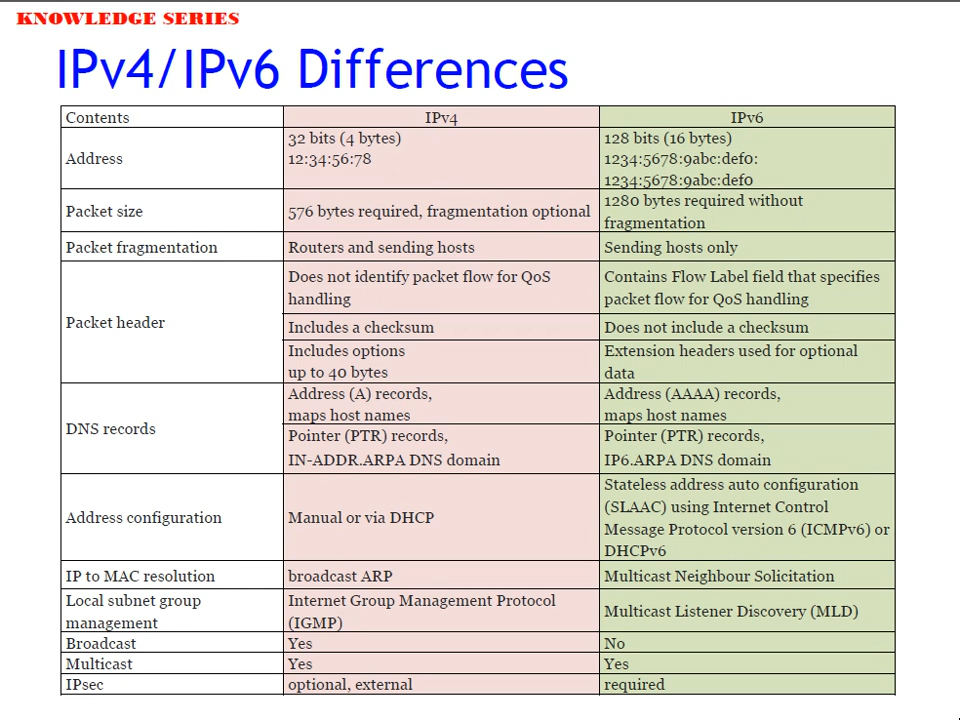 KNOWLEDGE SERIES
IPv4/IPv6 Differences
Contents
IPv4
IPv6
Address
32 bits (4 bytes)
12:34:56:78
128 bits (16 bytes)
1234:5678:9abc:def0:
1234:5678:9abc:def0
Packet size
576 bytes required, fragmentation optional
1280 bytes required without
fragmentation
Packet fragmentation
Routers and sending hosts
Sending hosts only
Packet header
Does not identify packet flow for QoS
handling
Contains Flow Label field that specifies
packet flow for QoS handling
Includes a checksum
Does not include a checksum
Includes options
up to 40 bytes
Extension headers used for optional
data
DNS records
Address (A) records,
maps host names
Address (AAAA) records,
maps host names
Pointer (PTR) records,
IN-ADDR.ARPA DNS domain
Pointer (PTR) records,
IP6.ARPA DNS domain
Address configuration
Manual or via DHCP
Stateless address auto configuration
(SLAAC) using Internet Control
Message Protocol version 6 (ICMPv6) or
DHCPv6
IP to MAC resolution
broadcast ARP
Multicast Neighbour Solicitation
Local subnet group
management
Internet Group Management Protocol
(IGMP)
Multicast Listener Discovery (MLD)
Broadcast
Yes
No
Multicast
Yes
Yes
IPsec
optional, external
required